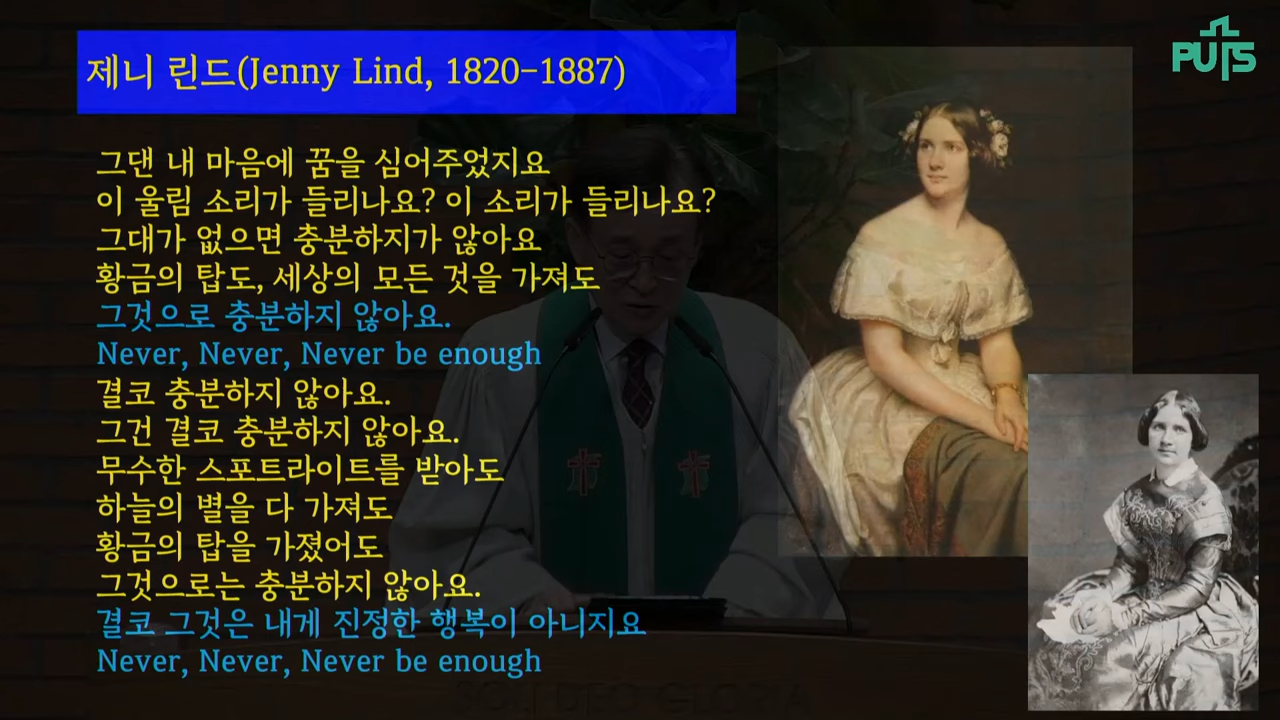 제니 린드(Jenny Lind, 1820-1887)
PUTS
그댄 내 마음에 꿈을 심어주었지요
이 울림 소리가 들리나요? 이 소리가 들리나요?
그대가 없으면 충분하지가 않아요
황금의 탑도, 세상의 모든 것을 가져도
그것으로 충분하지 않아요.
Never, Never, Never be enough
결코 충분하지 않아요.
그건 결코 충분하지 않아요.
무수한 스포트라이트를 받아도
하늘의 별을 다 가져도
황금의 탑을 가졌어도
그것으로는 충분하지 않아요.
결코 그것은 내게 진정한 행복이 아니지요
Never, Never, Never be enough
SOLI DEO GLORIA